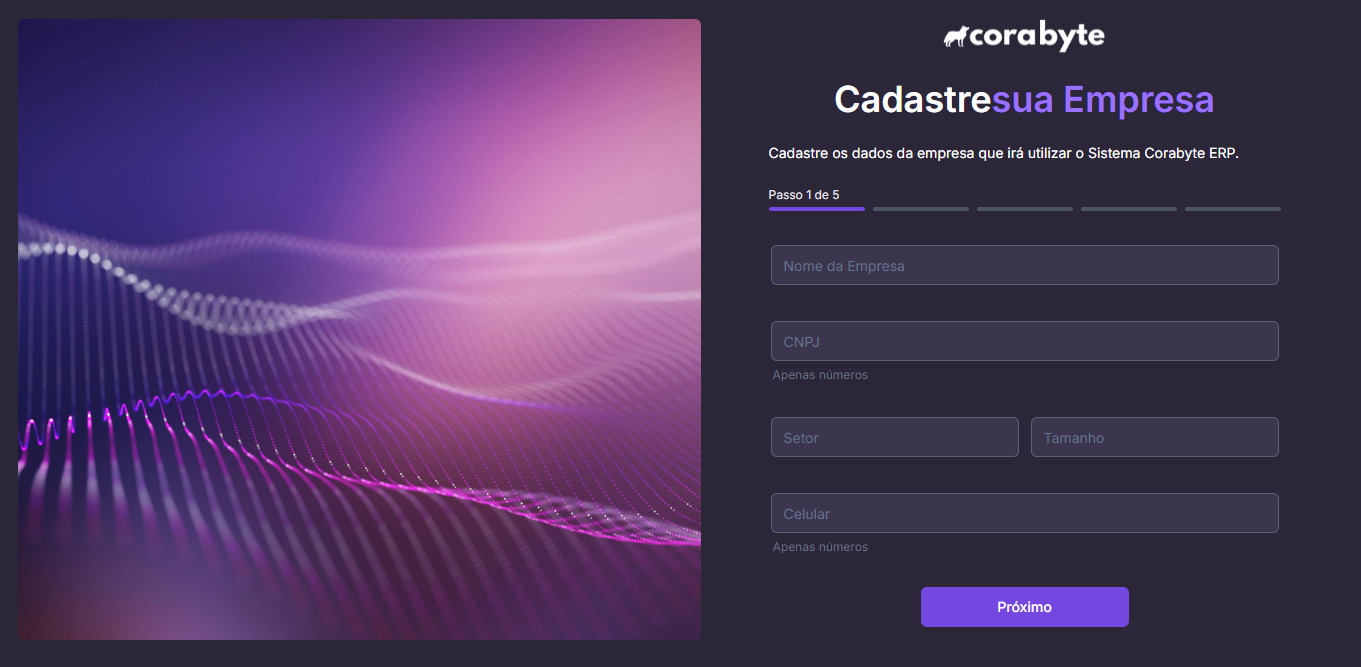 corabyte
Cadastresua Empresa
Cadastre os dados da empresa que irá utilizar o Sistema Corabyte ERP.
Passo 1 de 5
Nome da Empresa
CNPJ
Apenas números
Setor Tamanho
Celular
Apenas números
Próximo